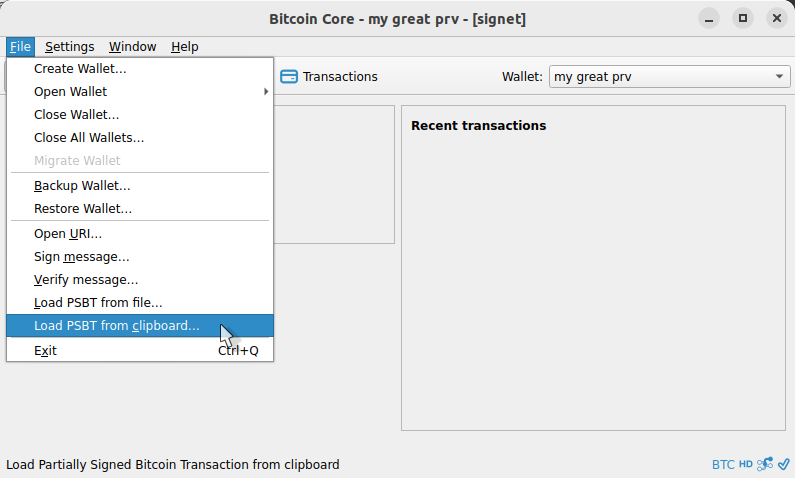 Bitcoin Core - my great prv - [signet]
File Settings Window Help
Create Wallet...
Open Wallet
Close Wallet...
Close All Wallets...
Migrate Wallet
Backup Wallet...
Restore Wallet...
Open URI...
Sign message...
Verify message...
Load PSBT from file...
Load PSBT from clipboard...
Exit Ctrl+Q
Transactions
Wallet: my great prv
Recent transactions
Load Partially Signed Bitcoin Transaction from clipboard
BTC HD